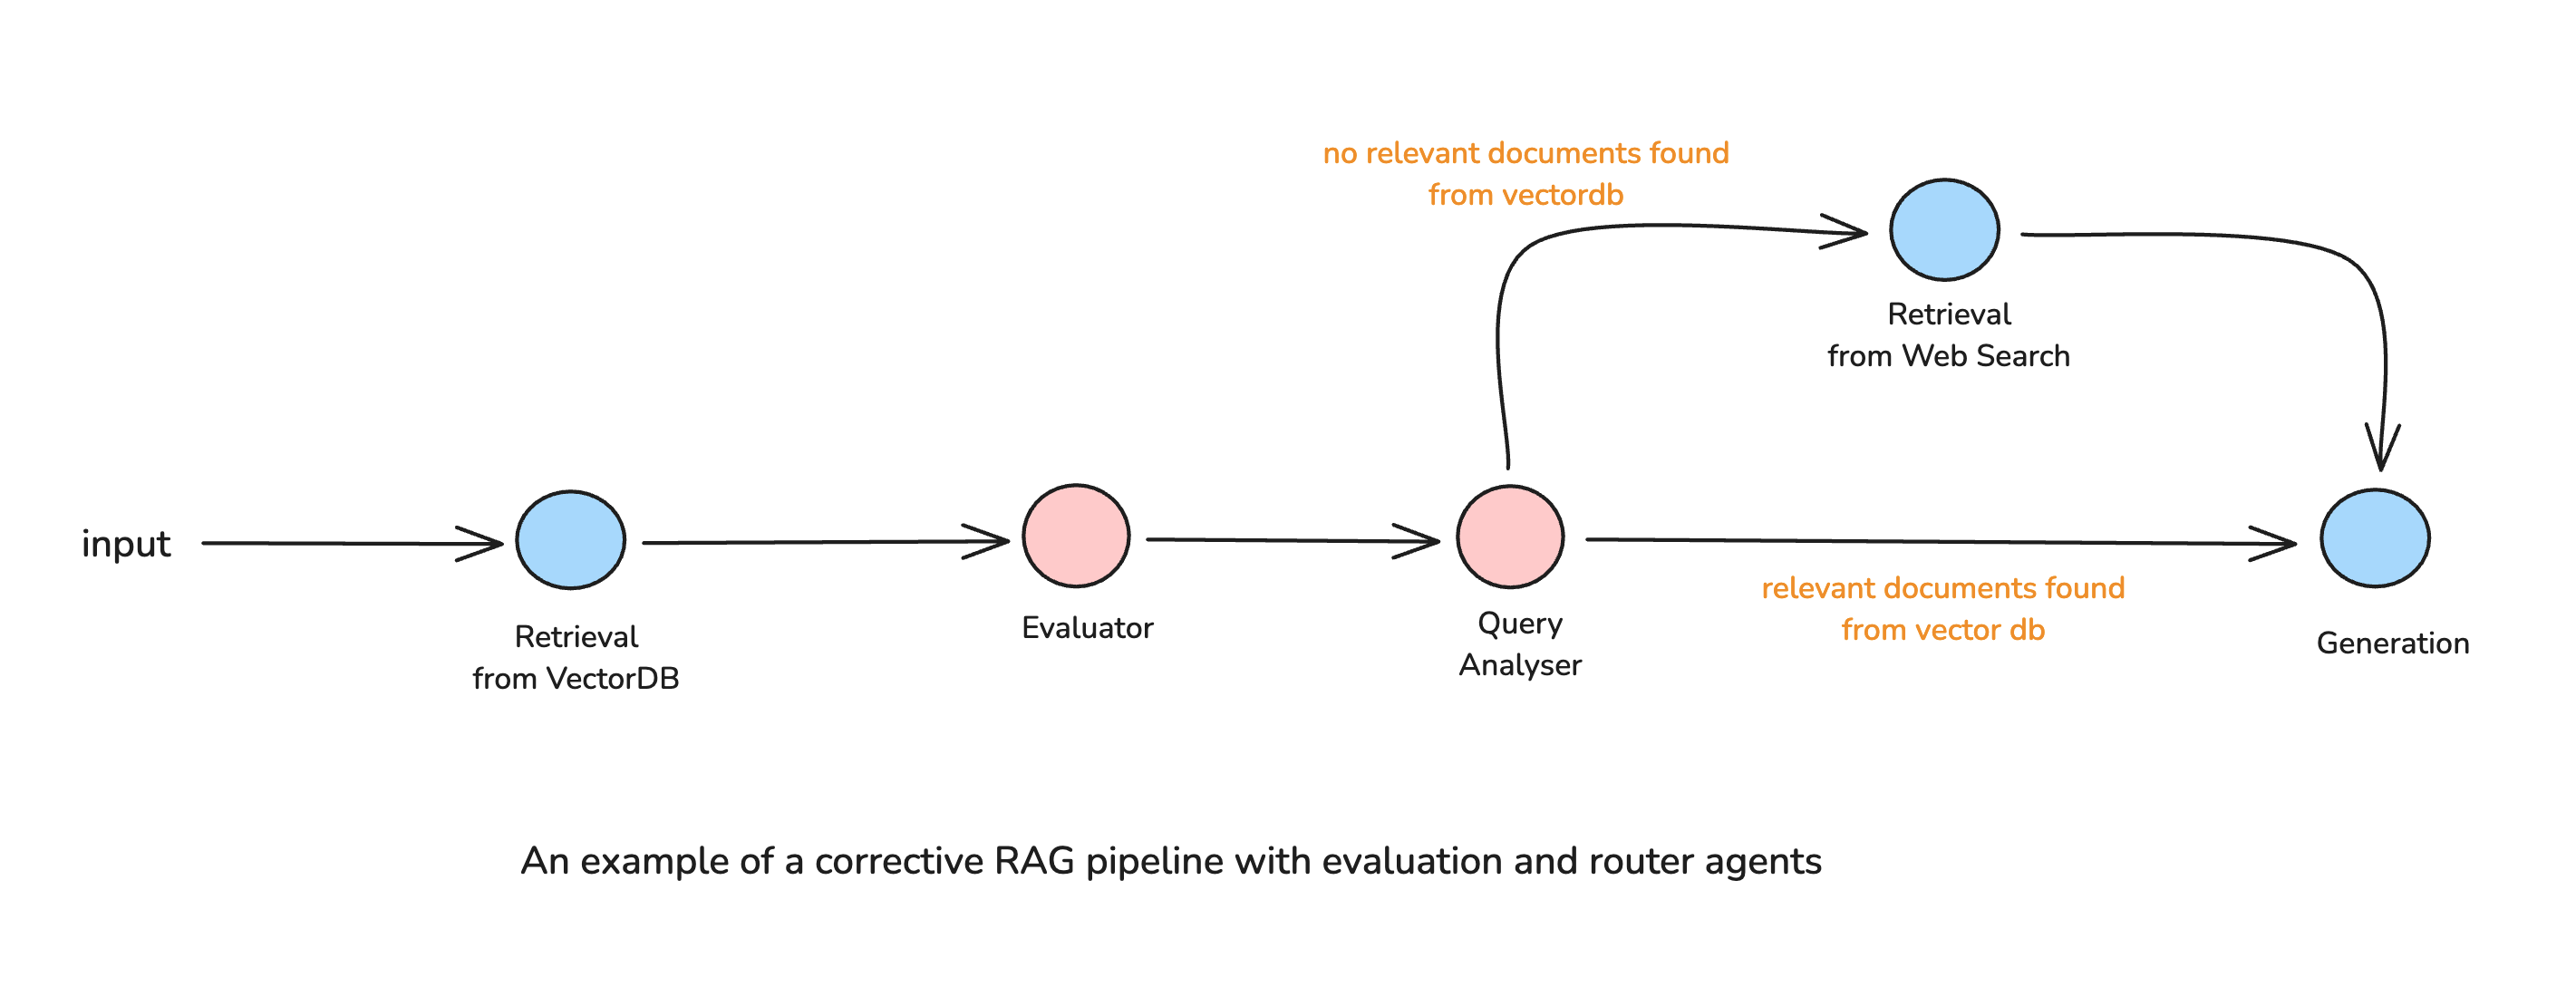 no relevant documents found
from vectordb
Retrieval
from Web Search
input
Retrieval
from VectorDB
Evaluator
Query
Analyser
relevant documents found
from vector db
Generation
An example of a corrective RAG pipeline with evaluation and router agents